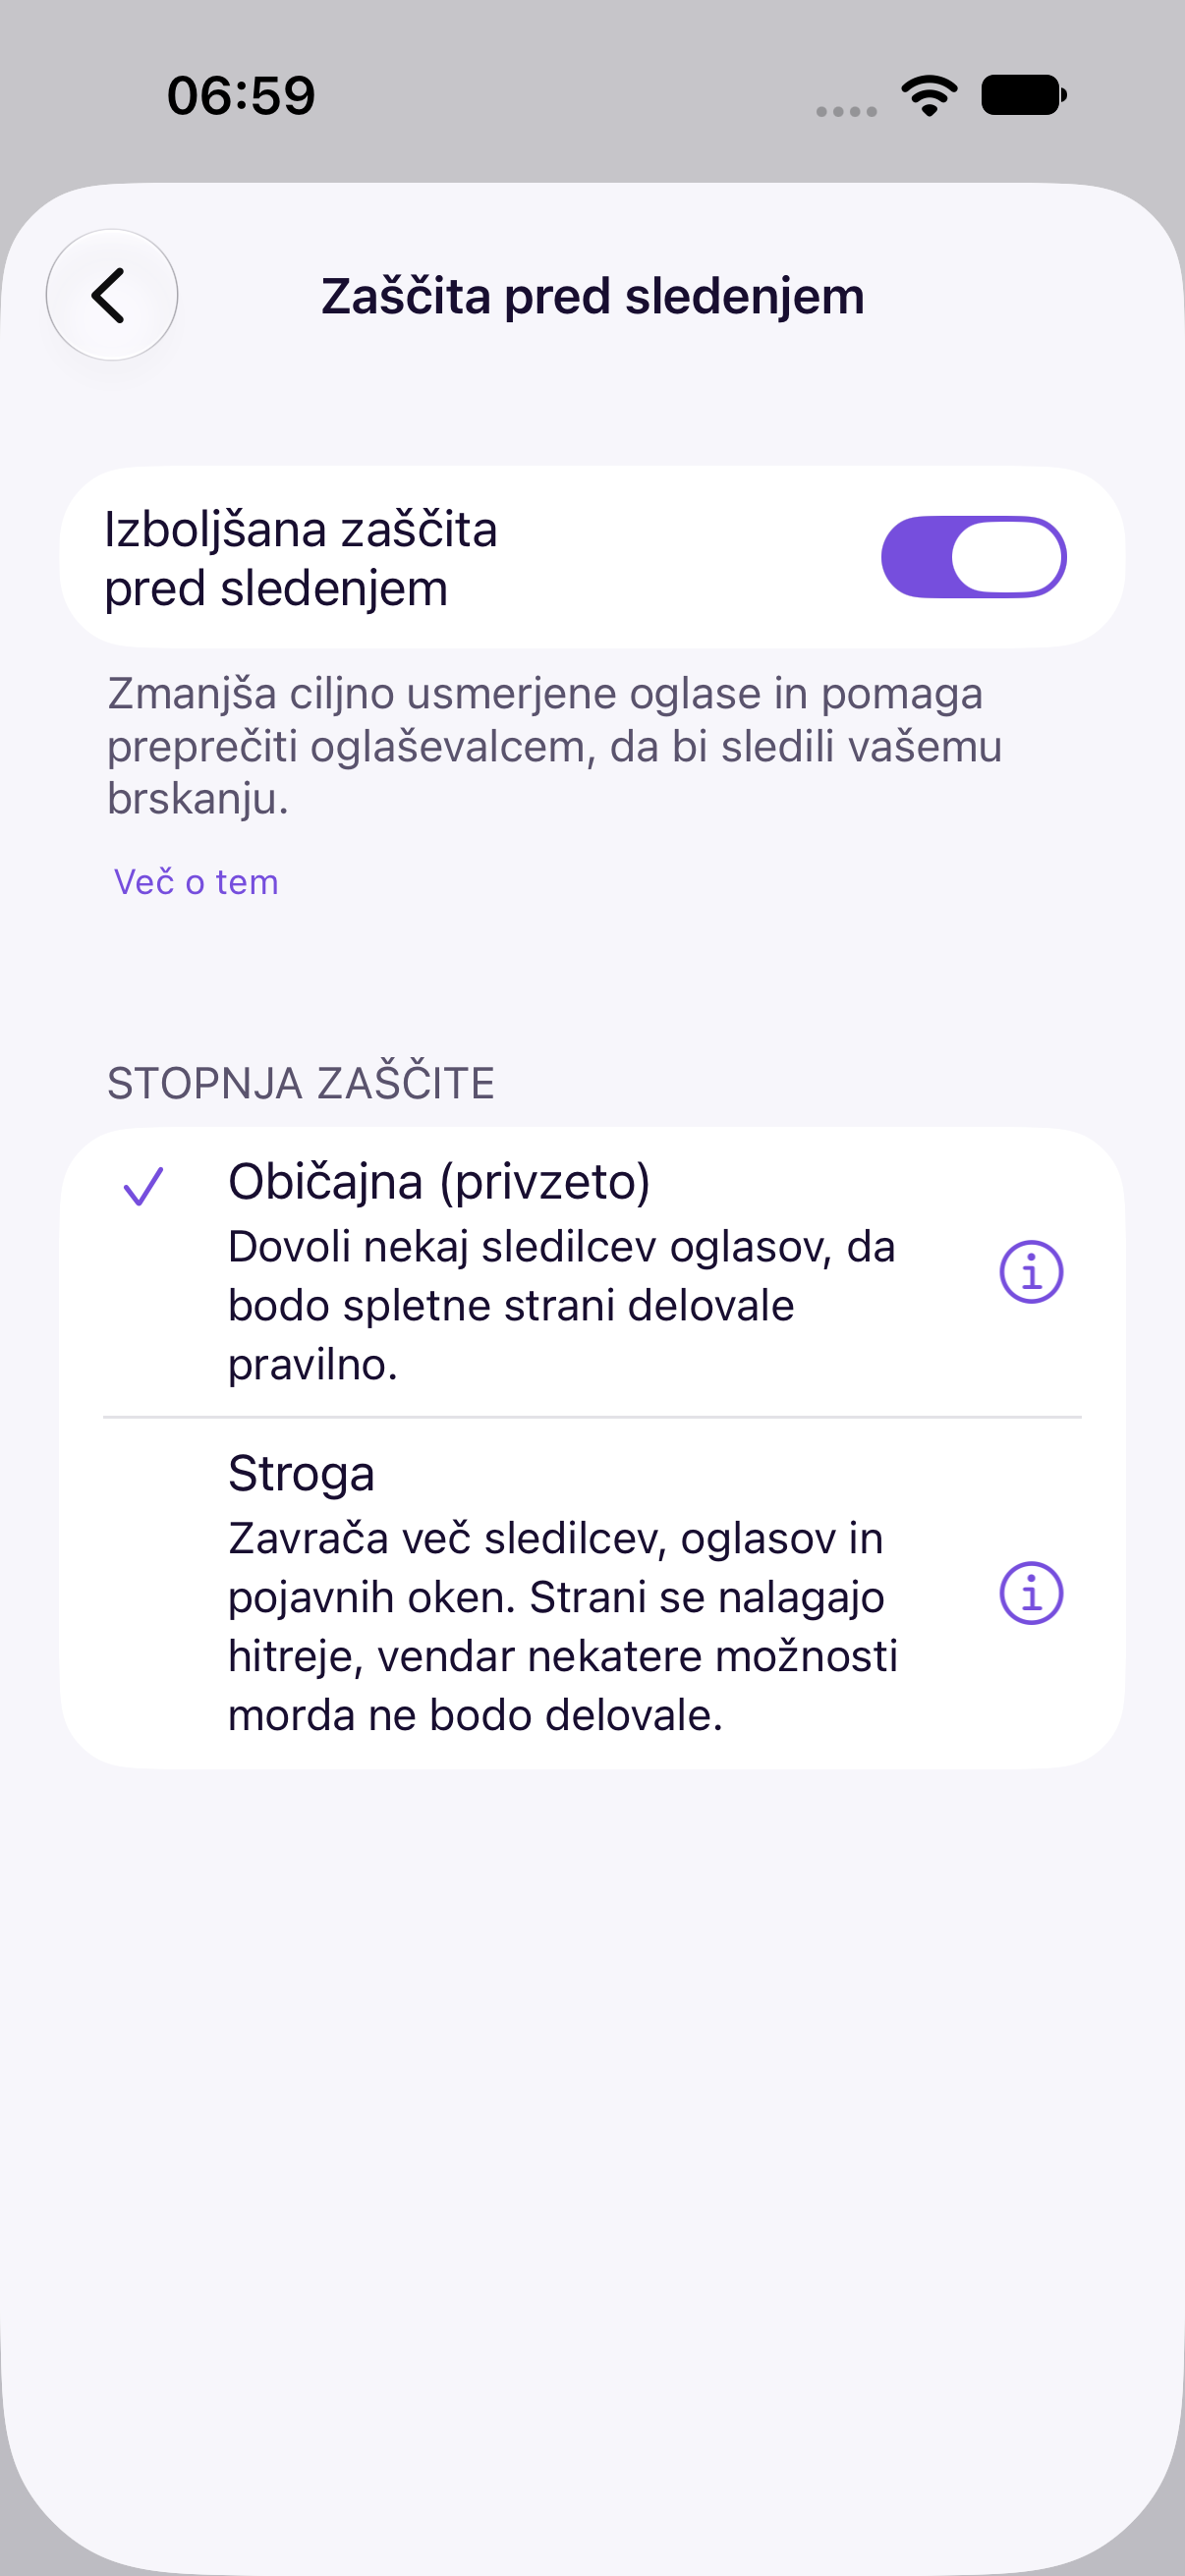 06:59
Zaščita pred sledenjem
Izboljšana zaščita
pred sledenjem
Zmanjša ciljno usmerjene oglase in pomaga
preprečiti oglaševalcem, da bi sledili vašemu
brskanju.
Več o tem
STOPNJA ZAŠČITE
Običajna (privzeto)
Dovoli nekaj sledilcev oglasov, da
bodo spletne strani delovale
pravilno.
Stroga
Zavrača več sledilcev, oglasov in
pojavnih oken. Strani se nalagajo
hitreje, vendar nekatere možnosti
morda ne bodo delovale.